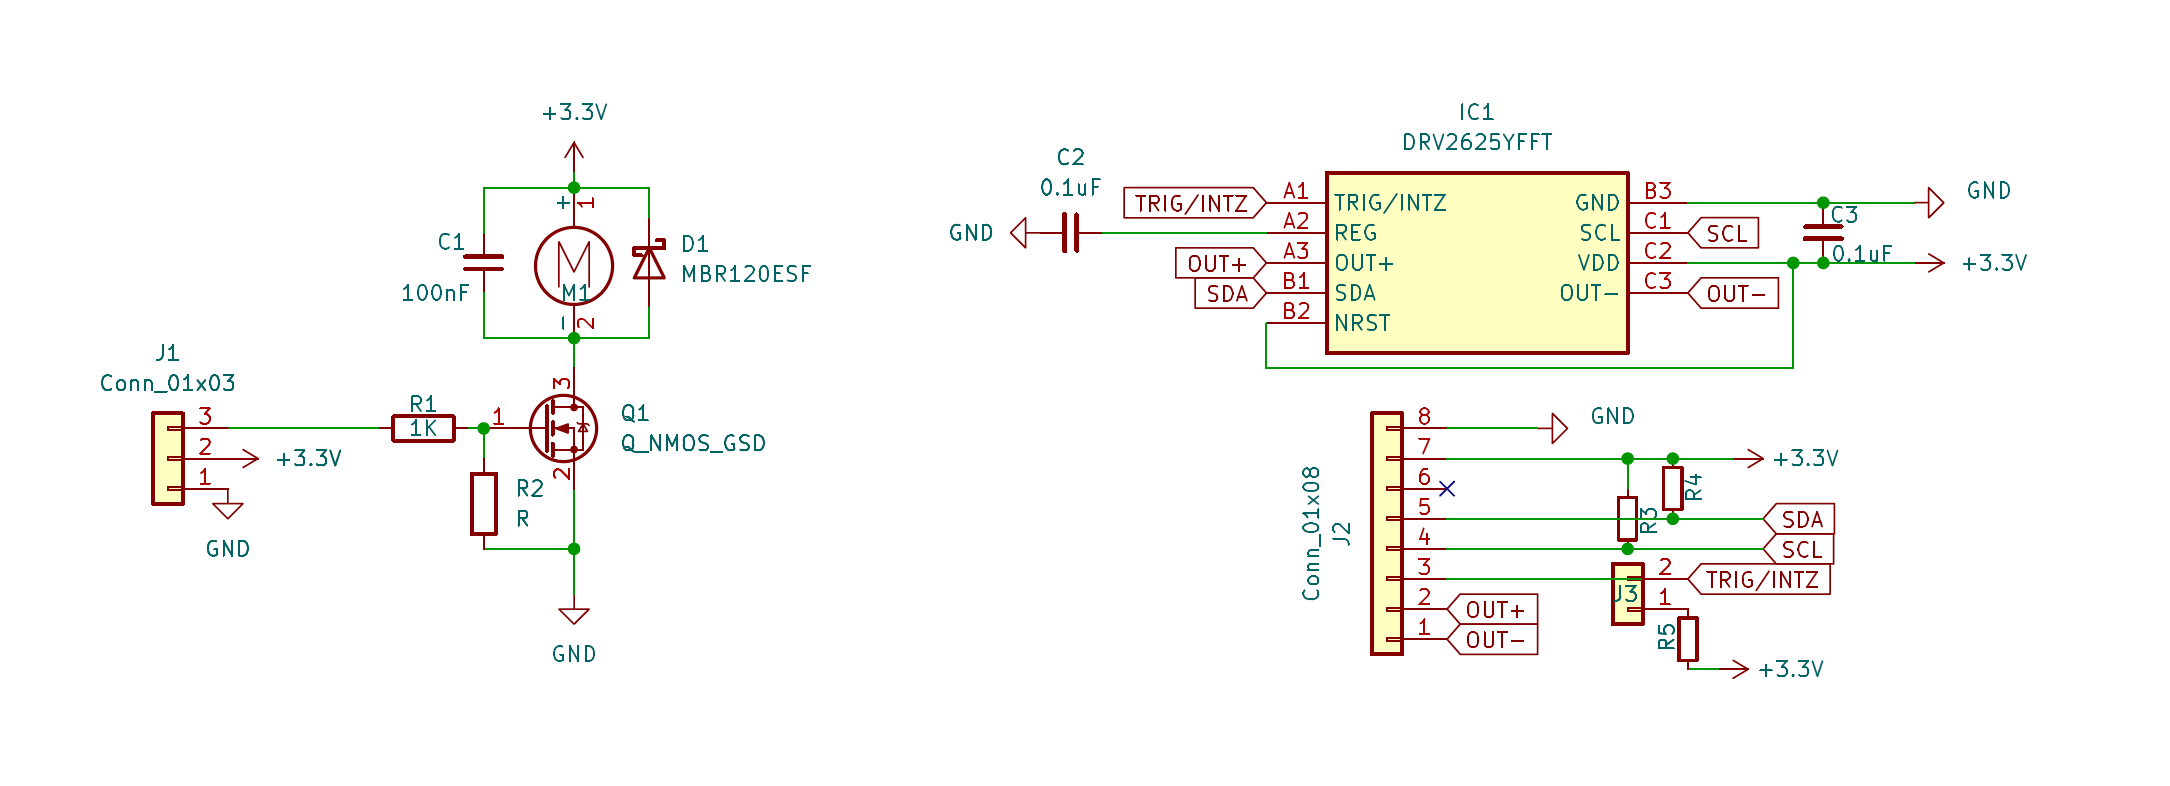 +3.3V
+
1
C1
100nF
M1
D1
MBR120ESF
-
2
J1
Conn_01x03
3
2
1
+3.3V
GND
R1
1K
1
3
2
Q1
Q_NMOS_GSD
R2
R
GND
IC1
DRV2625YFFT
C2
0.1uF
GND
TRIG/INTZ
OUT+
SDA
A1
A2
A3
B1
B2
TRIG/INTZ
REG
OUT+
SDA
NRST
GND
SCL
VDD
OUT-
B3
C1
C2
C3
SCL
OUT-
C3
0.1uF
GND
+3.3V
Conn_01x08
J2
8
7
6
5
4
3
2
1
GND
+3.3V
R4
R3
SDA
SCL
J3
2
1
TRIG/INTZ
OUT+
OUT-
R5
+3.3V